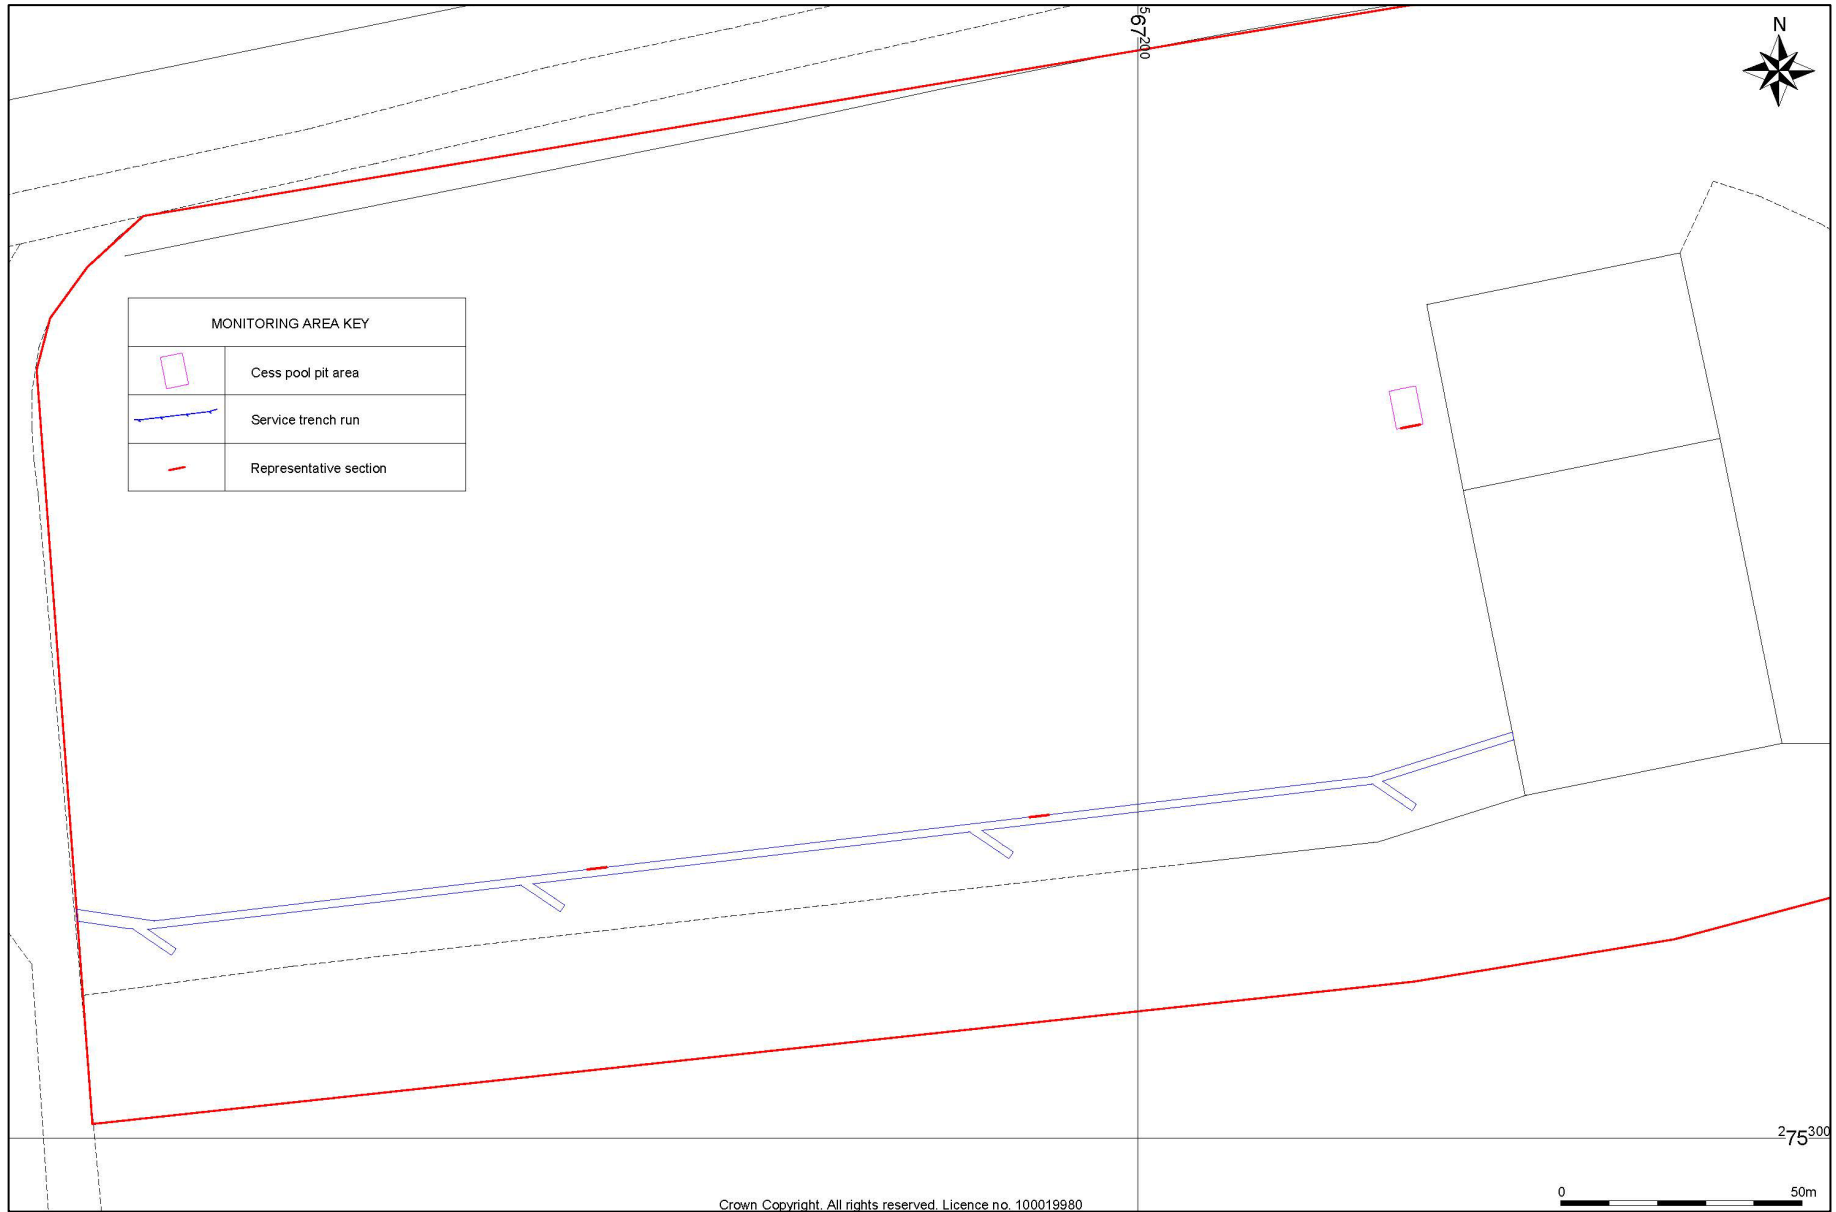 567200
N
MONITORING AREA KEY
Cess pool pit area
Service trench run
Representative section
275300
0 50m
Crown Copyright. All rights reserved. Licence no. 100019980